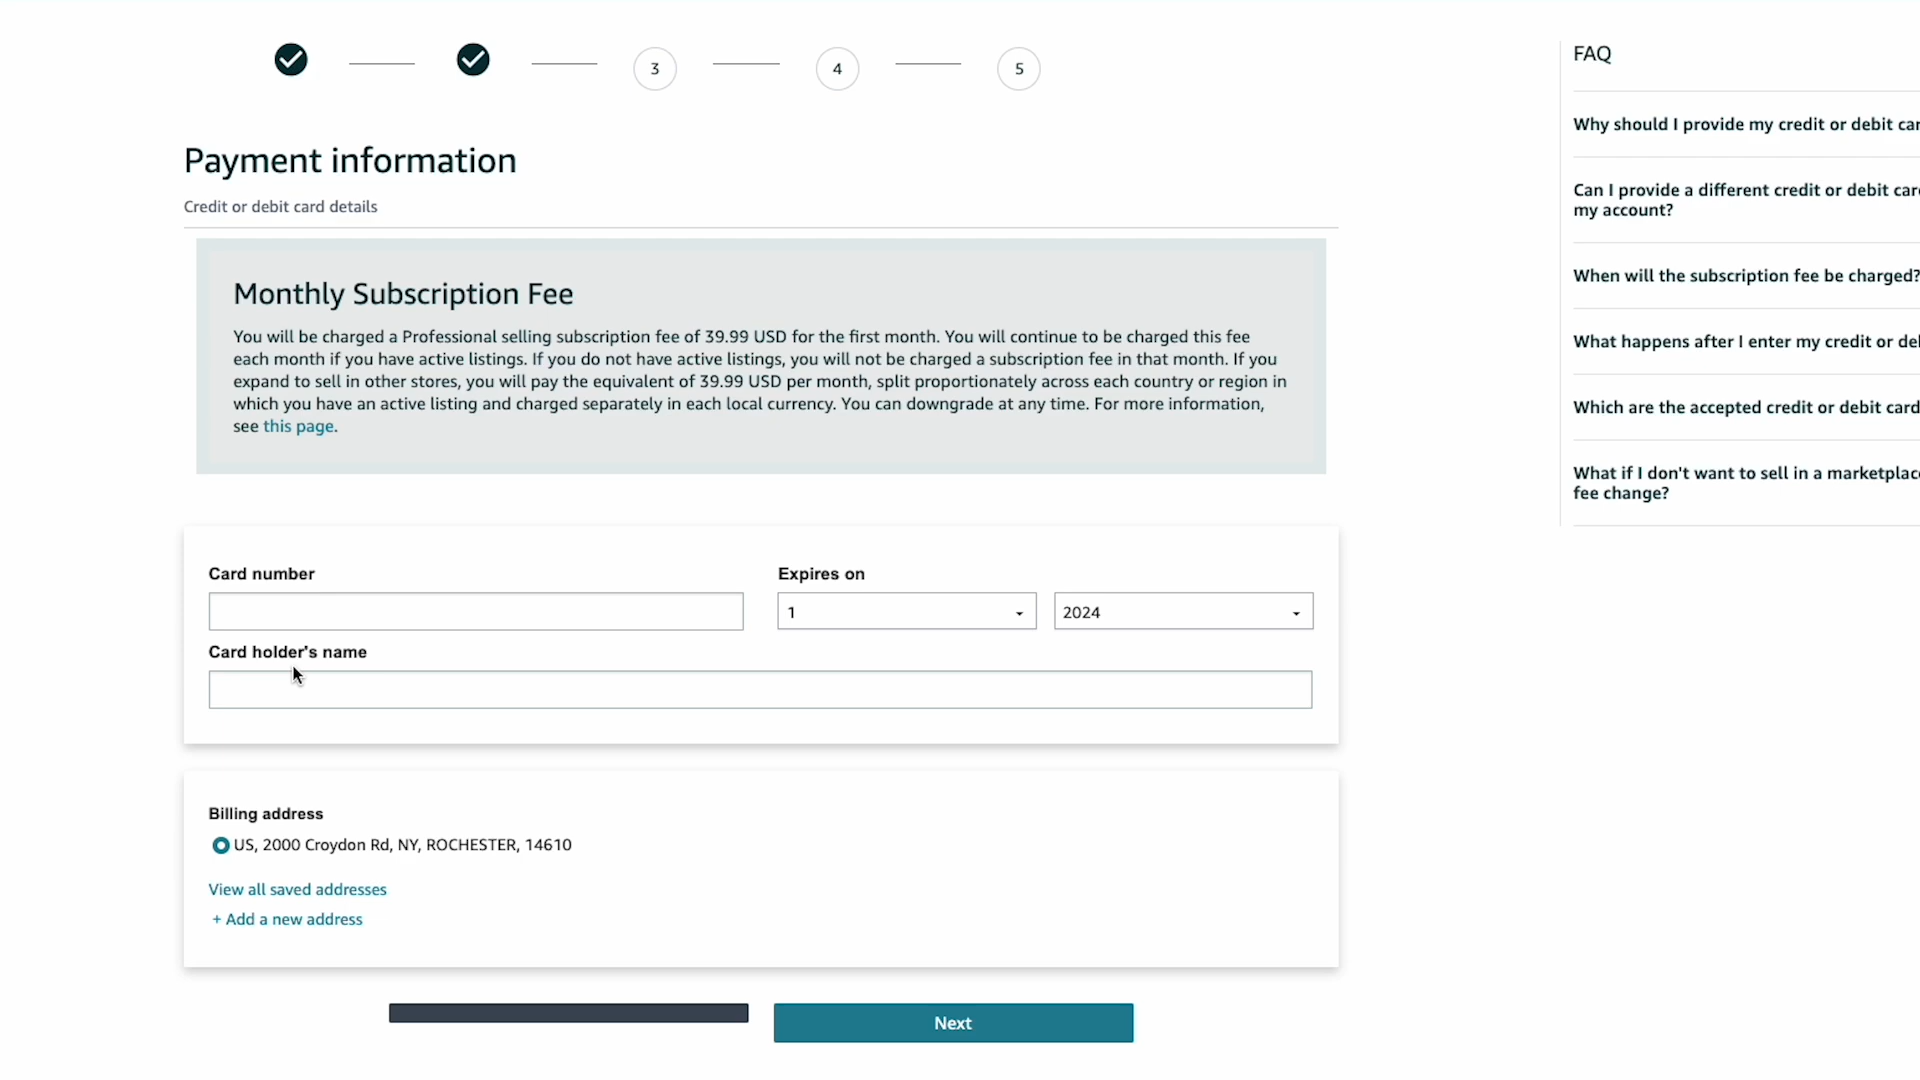 3
4
5
Payment information
Credit or debit card details
Monthly Subscription Fee
You will be charged a Professional selling subscription fee of 39.99 USD for the first month. You will continue to be charged this fee
each month if you have active listings. If you do not have active listings, you will not be charged a subscription fee in that month. If you
expand to sell in other stores, you will pay the equivalent of 39.99 USD per month, split proportionately across each country or region in
which you have an active listing and charged separately in each local currency. You can downgrade at any time. For more information,
see this page.
Card number
Expires on
1
2024
Card holder's name
Billing address
US, 2000 Croydon Rd, NY, ROCHESTER, 14610
View all saved addresses
+ Add a new address
Next
FAQ
Why should I provide my credit or debit
Can I provide a different credit or debit
my account?
When will the subscription fee be charged?
What happens after I enter my credit or
Which are the accepted credit or debit card
What if I don't want to sell in a
fee change?